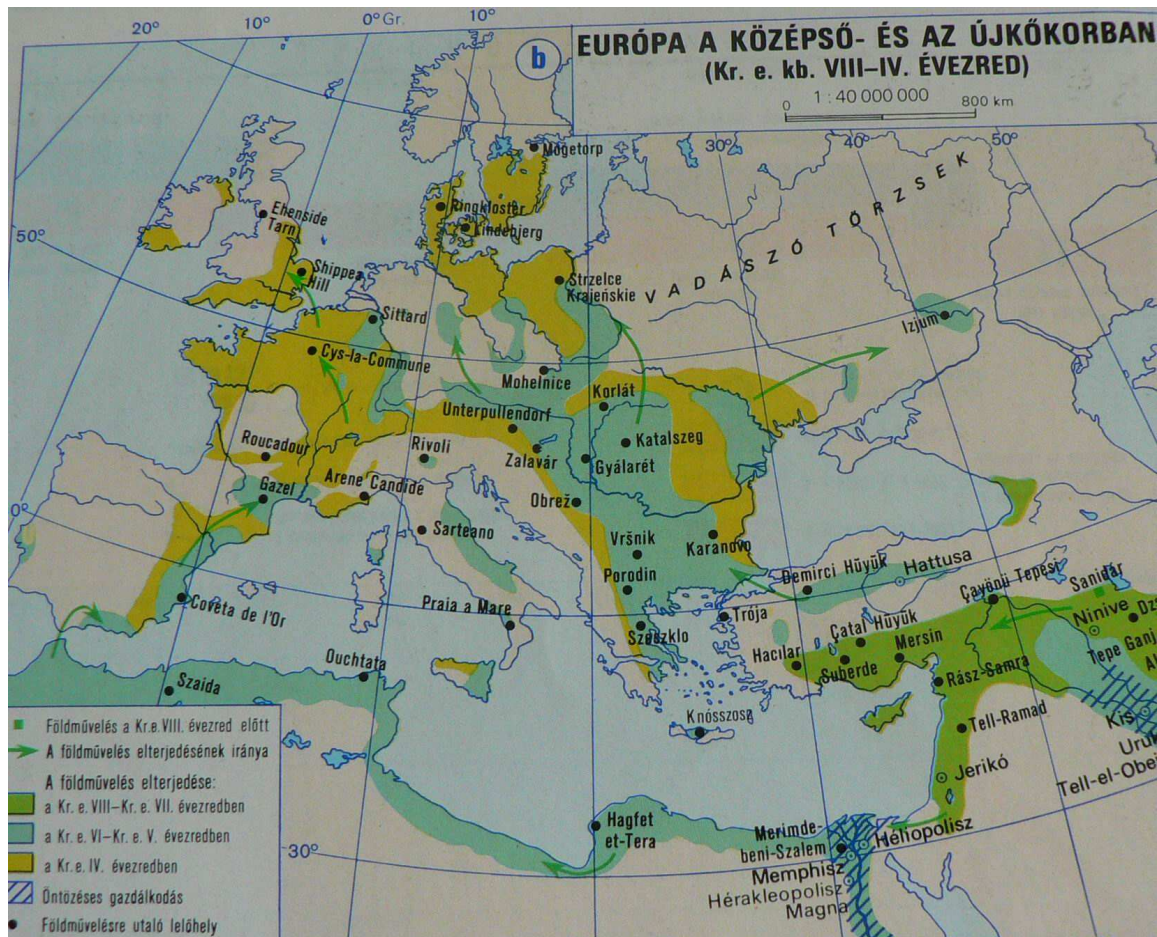 20°
10°
0° Gr.
10°
b
EURÓPA A KÖZÉPSŐ- ÉS AZ ÚJKŐKORBAN
(Kr. e. kb. VIII–IV. ÉVEZRED)
1 : 40 000 000
0
800 km
30°
40°
50°
Mogetorp
Ringkloster
Lindebjerg
Ehenside
Tarn
50°
Shippea
Hill
Strzelce
Krajeńskie
VADÁSZÓ TÖRZSEK
Izjum
Sittard
Cys-la-Commune
Mohelnice
Korlát
Unterpullendorf
Katalszeg
Roucadour
Rivoli
Zalavár
Gyálarét
Gazel
Arene Candide
Obrež
0°
Sarteano
Vršnik
Karanovo
Porodin
Demirci Hüyük
Hattusa
Çayönü Tepesi
Sanidár
Coveta de l'Or
Praia a Mare
Trója
Ninive
Szeszklo
Çatal Hüyük
Hacılar
Mersin
Suberde
Tepe
Rász-Samra
Ouchtata
Szaida
Knósszosz
Kis
Tell-Ramad
Uruk
Jerikó
Tell-el-Obeid
Hagfet
et-Tera
Merimde-
beni-Szalem
Héliopolisz
30°
Memphisz
Hérakleopolisz
Magna
Földművelés a Kr.e. VIII. évezred előtt
A földművelés elterjedésének iránya
A földművelés elterjedése:
a Kr. e. VIII–Kr. e. VII. évezredben
a Kr. e. VI–Kr. e. V. évezredben
a Kr. e. IV. évezredben
Öntözéses gazdálkodás
Földművelésre utaló lelőhely